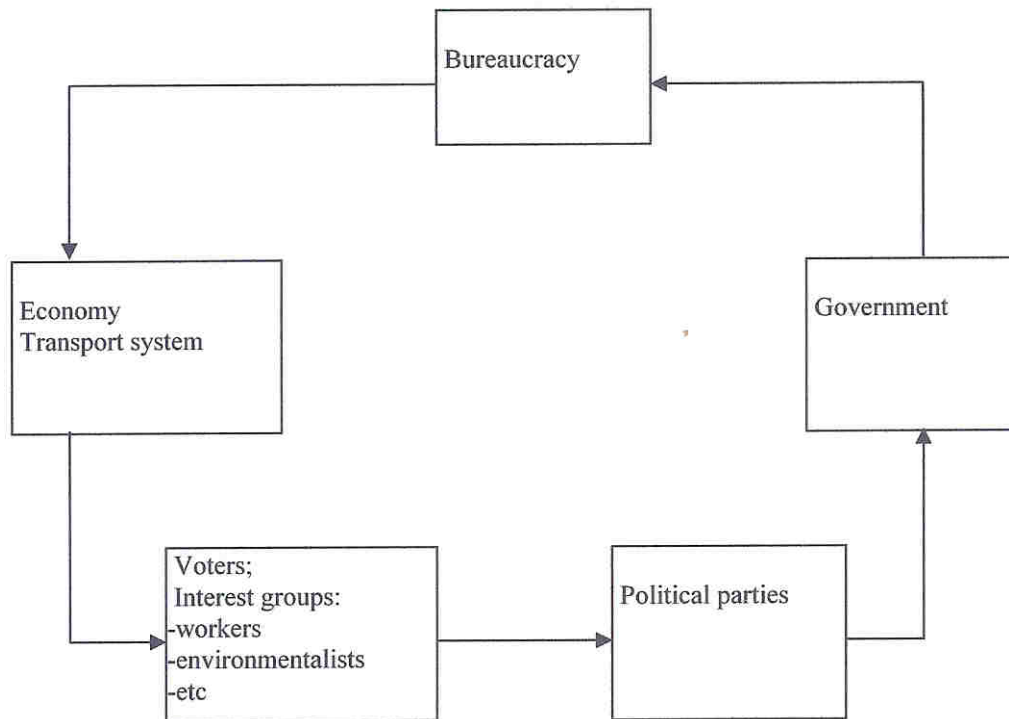 Bureaucracy
Economy
Transport system
Government
Voters;
Interest groups:
-workers
-environmentalists
-etc
Political parties